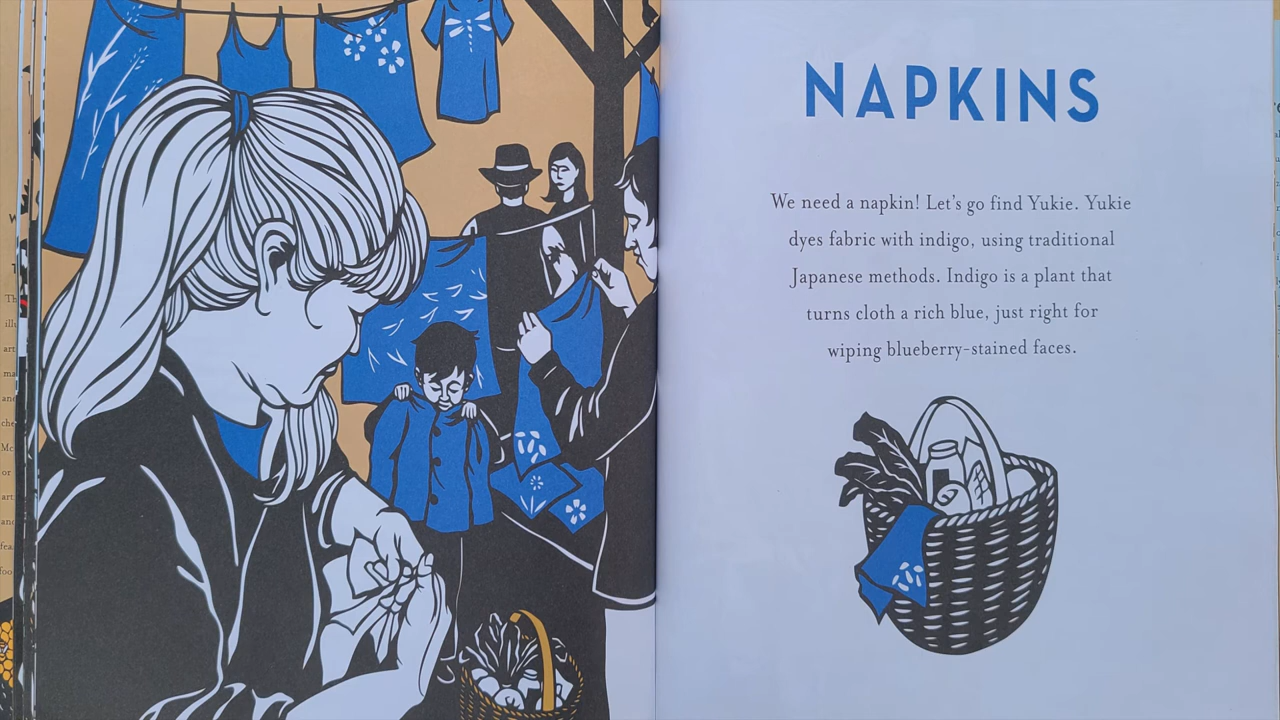 NAPKINS
We need a napkin! Let's go find Yukie. Yukie
dyes fabric with indigo, using traditional
Japanese methods. Indigo is a plant that
turns cloth a rich blue, just right for
wiping blueberry-stained faces.